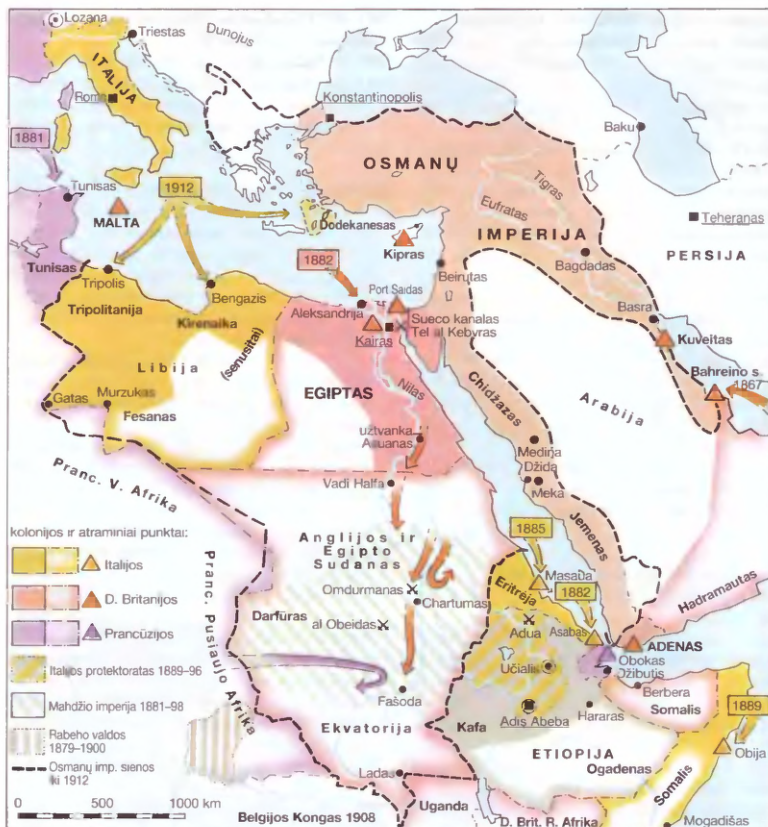 Lozana
Triestas
Dunojus
ITALIJA
Roma
Konstantinopolis
Baku
1881
OSMANŲ
Tunisas
1912
Tigras
MALTA
Eufratas
Teheranas
Dodekanesas
IMPERIJA
Kipras
PERSIJA
Tunisas
Tripolis
1882
Beirutas
Bagdadas
Tripolitanija
Bengazis
Port Saidas
Basra
Aleksandrija
Sueco kanalas
Kirenaika
Tel al Kebyras
Kuveitas
(senusitai)
Kairas
Libija
Bahreino s.
1867
EGIPTAS
Nilas
Chidžazas
Arabija
Gatas
Murzukas
Fesanas
užtvanka
Asuanas
Medina
Džida
Meka
Pranc. V. Afrika
Vadi Halfa
kolonijos ir atraminiai punktai:
Anglijos ir
Egipto
Sudanas
1885
Jemenas
Italijos
Masaua
Eritrėja
1882
Hadramautas
D. Britanijos
Omdurmanas
Chartumas
Darfūras
Pranc. Pusiaujo Afrika
Prancūzijos
al Obeidas
Adua
Asabas
ADENAS
Obokas
Italijos protektoratas 1889–96
Učialis
Džibutis
Berbera
Mahdžio imperija 1881–98
Fašoda
Somalis
1889
Adis Abeba
Hararas
Rabeho valdos
1879–1900
Ekvatorija
Kafa
ETIOPIJA
Obija
Osmanų imp. sienos
iki 1912
Ogadenas
Ladas
Somalis
0 500 1000 km
Uganda
Belgijos Kongas 1908
D. Brit. R. Afrika
Mogadišas